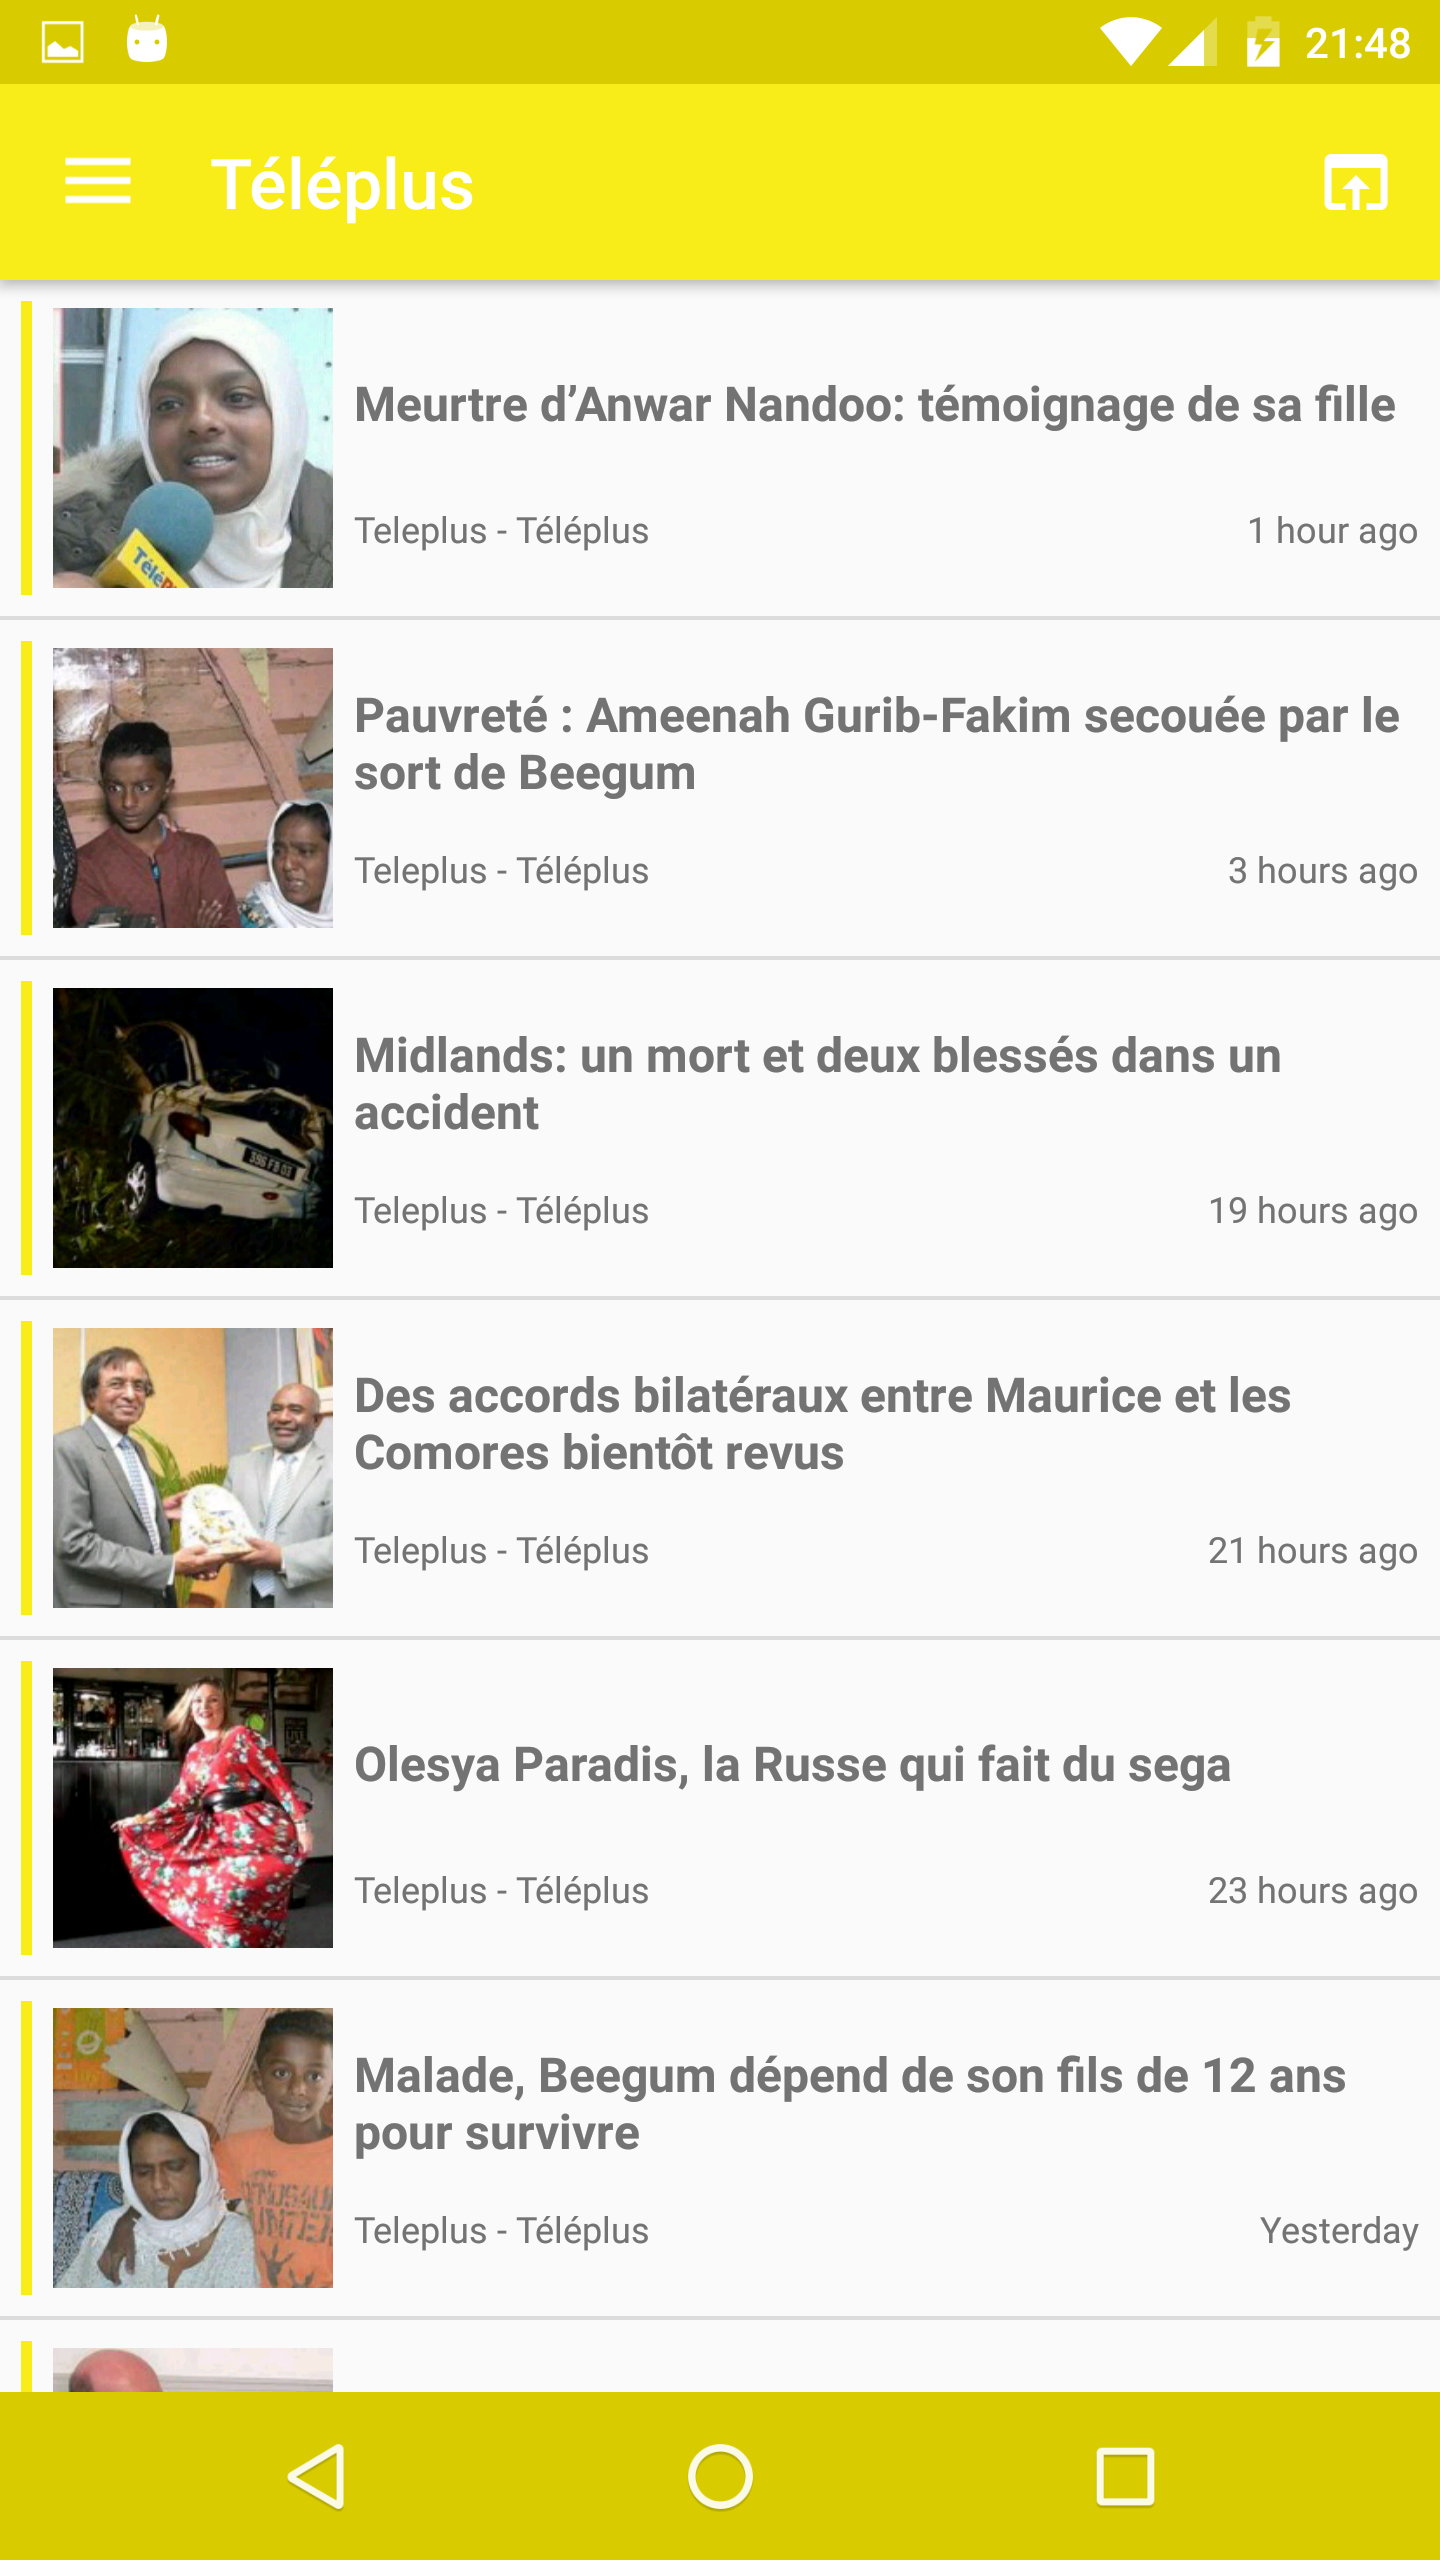 21:48
Téléplus
Meurtre d’Anwar Nandoo: témoignage de sa fille
Teleplus - Téléplus
1 hour ago
Pauvreté : Ameenah Gurib-Fakim secouée par le
sort de Beegum
Teleplus - Téléplus
3 hours ago
Midlands: un mort et deux blessés dans un
accident
Teleplus - Téléplus
19 hours ago
Des accords bilatéraux entre Maurice et les
Comores bientôt revus
Teleplus - Téléplus
21 hours ago
Olesya Paradis, la Russe qui fait du sega
Teleplus - Téléplus
23 hours ago
Malade, Beegum dépend de son fils de 12 ans
pour survivre
Teleplus - Téléplus
Yesterday